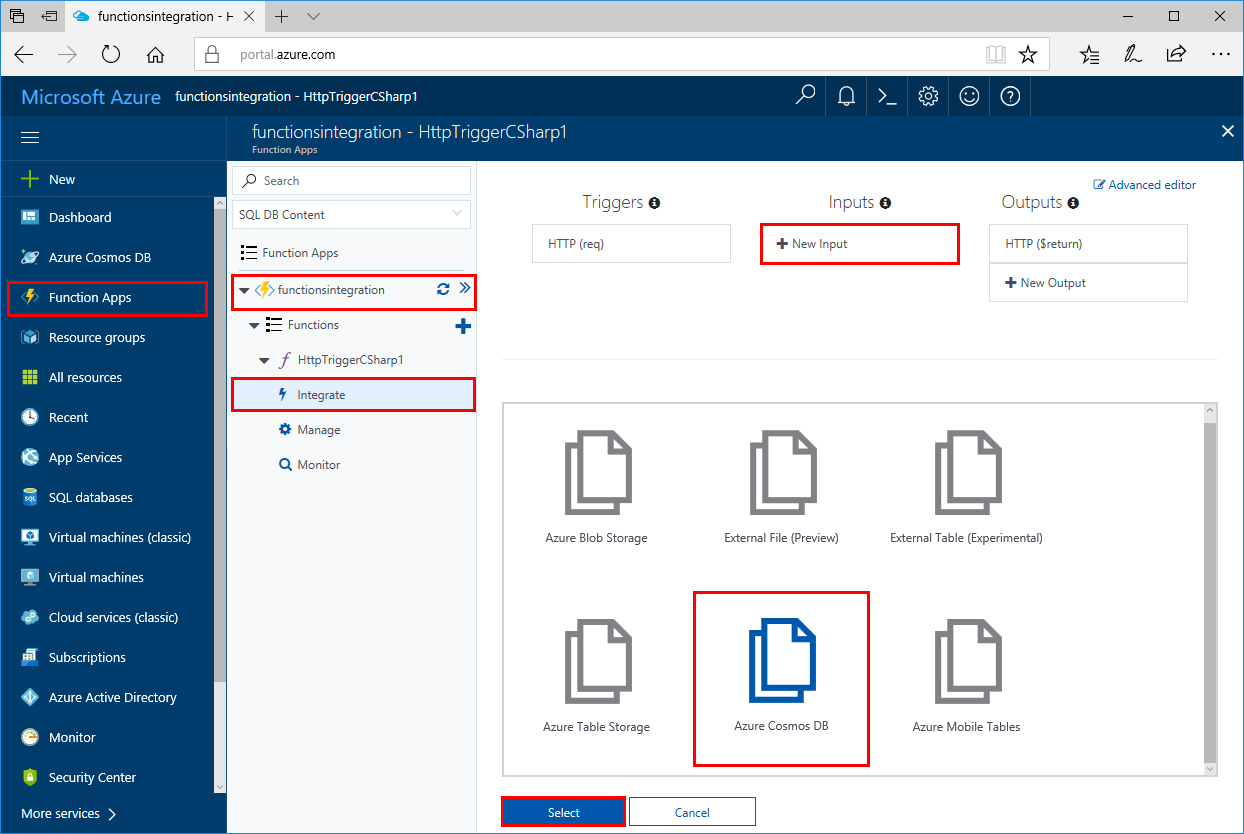 functionsintegration - H
portal.azure.com
Microsoft Azure functionsintegration - HttpTriggerCSharp1
functionsintegration - HttpTriggerCSharp1
Function Apps
New
Dashboard
Azure Cosmos DB
Function Apps
Resource groups
All resources
Recent
App Services
SQL databases
Virtual machines (classic)
Virtual machines
Cloud services (classic)
Subscriptions
Azure Active Directory
Monitor
Security Center
More services
Search
SQL DB Content
Function Apps
functionsintegration
Functions
HttpTriggerCSharp1
Integrate
Manage
Monitor
Advanced editor
Triggers
HTTP (req)
Inputs
New Input
Outputs
HTTP ($return)
New Output
Azure Blob Storage
External File (Preview)
External Table (Experimental)
Azure Table Storage
Azure Cosmos DB
Azure Mobile Tables
Select
Cancel